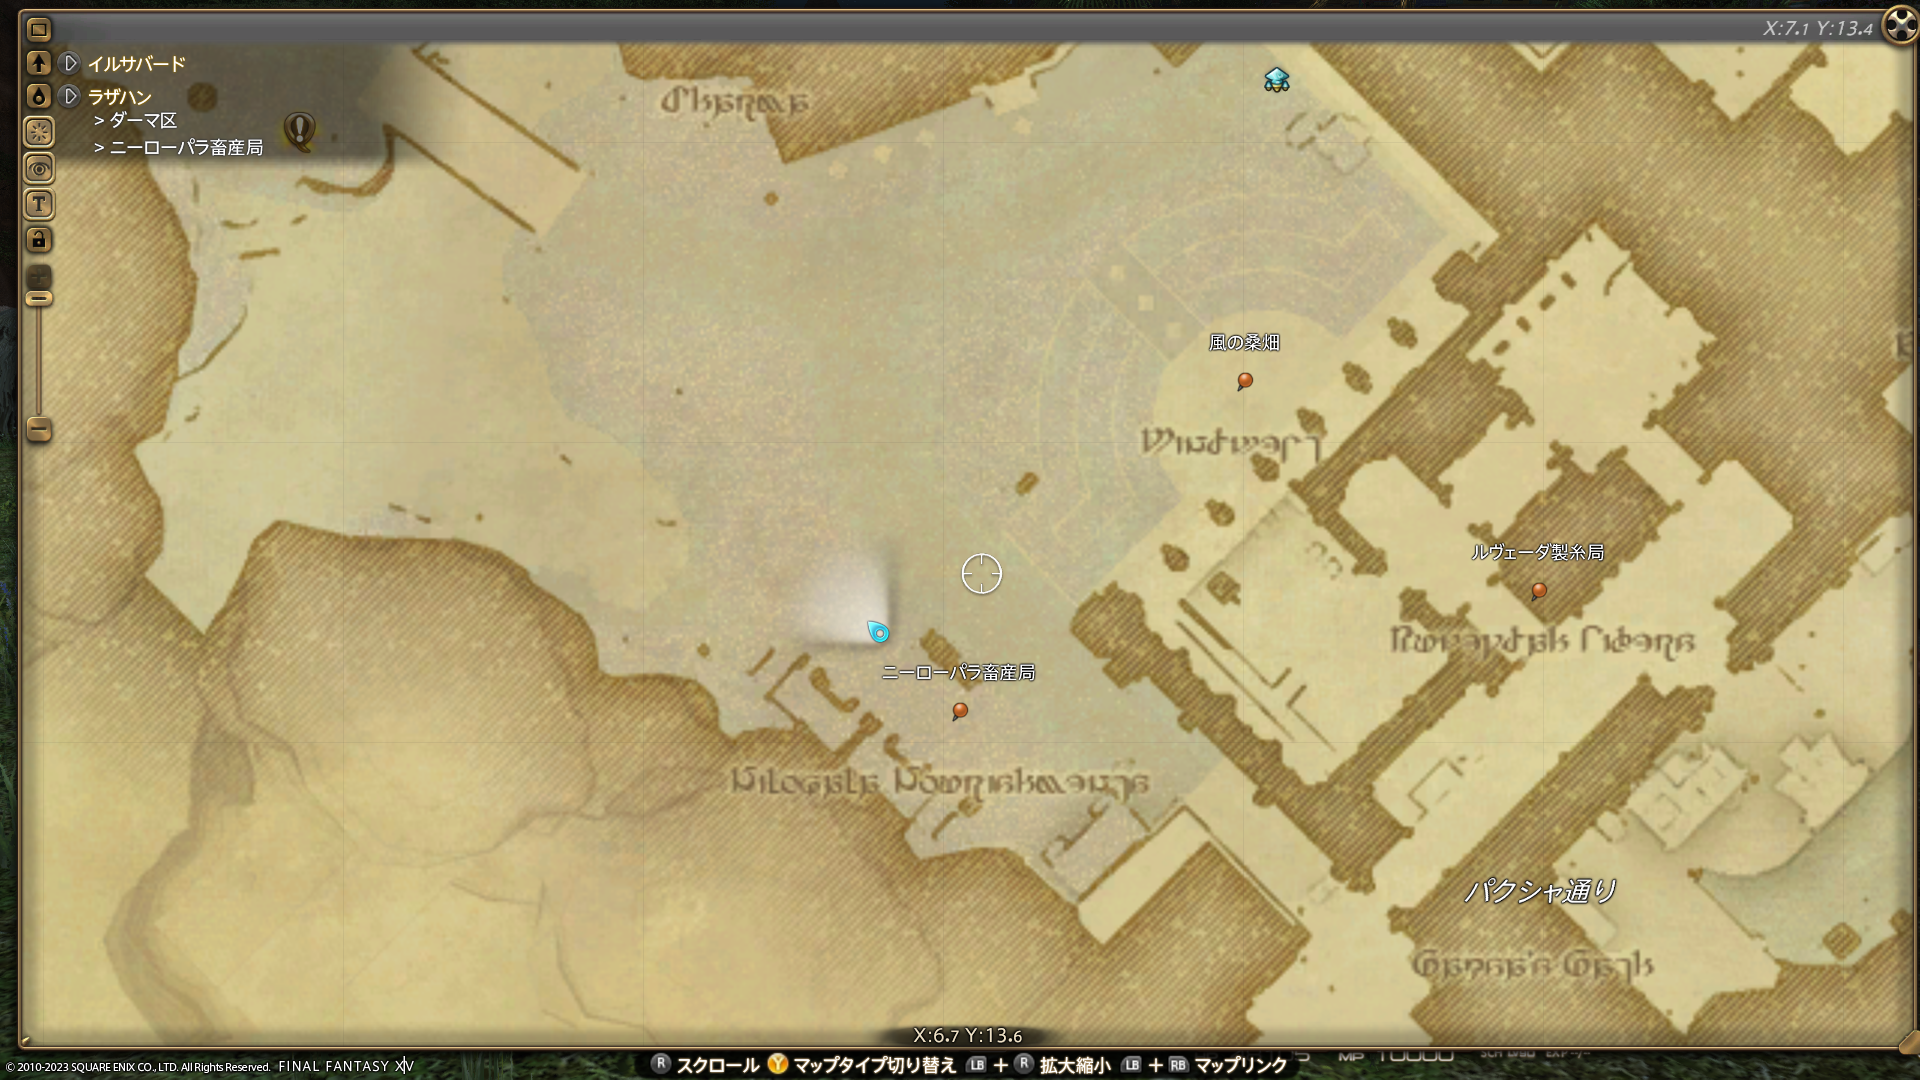 X:7.1 Y:13.4
イルサバード
ラザハン
> ダーマ区
> ニーローパラ畜産局
T
風の桑畑
ルヴェーダ製糸局
ニーローパラ畜産局
パクシャ通り
X:6.7 Y:13.6
R スクロール Y マップタイプ切り替え LB + R 拡大縮小 LB + RB マップリンク
MP 10000
© 2010-2023 SQUARE ENIX CO., LTD. All Rights Reserved. FINAL FANTASY XIV